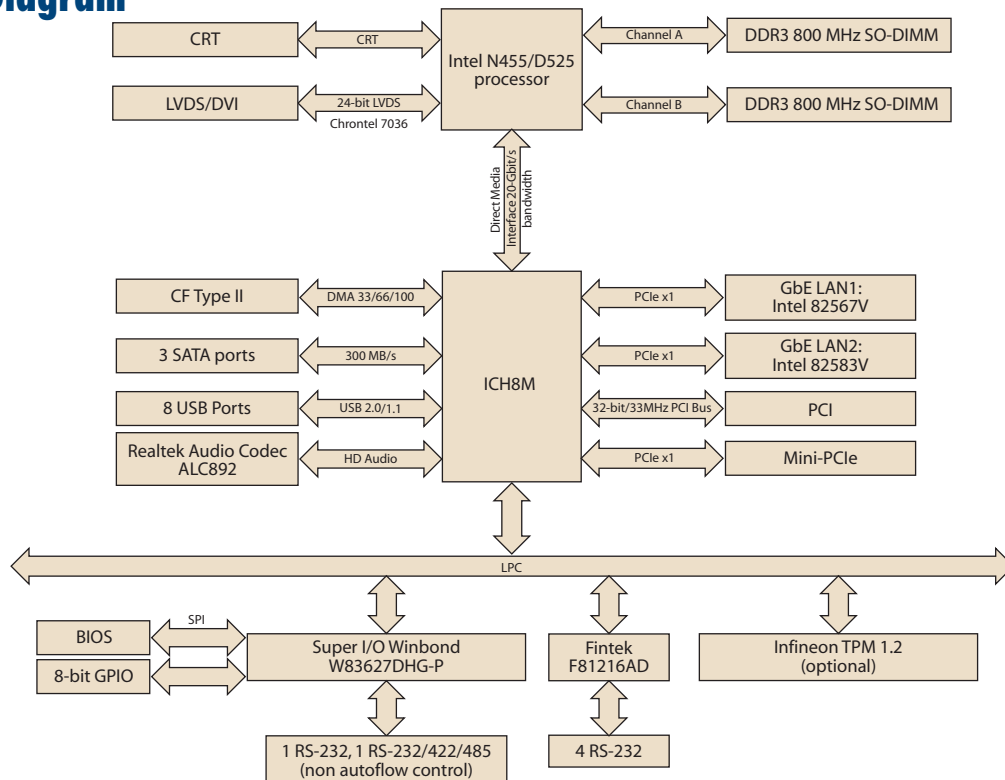 Diagram
CRT
CRT
Intel N455/D525
processor
Channel A
DDR3 800 MHz SO-DIMM
LVDS/DVI
24-bit LVDS
Chrontel 7036
Channel B
DDR3 800 MHz SO-DIMM
Direct Media
Interface 20-Gbit/s
bandwidth
CF Type II
DMA 33/66/100
ICH8M
PCIe x1
GbE LAN1:
Intel 82567V
3 SATA ports
300 MB/s
PCIe x1
GbE LAN2:
Intel 82583V
8 USB Ports
USB 2.0/1.1
32-bit/33MHz PCI Bus
PCI
Realtek Audio Codec
ALC892
HD Audio
PCIe x1
Mini-PCIe
LPC
BIOS
SPI
8-bit GPIO
Super I/O Winbond
W83627DHG-P
Fintek
F81216AD
Infineon TPM 1.2
(optional)
1 RS-232, 1 RS-232/422/485
(non autoflow control)
4 RS-232